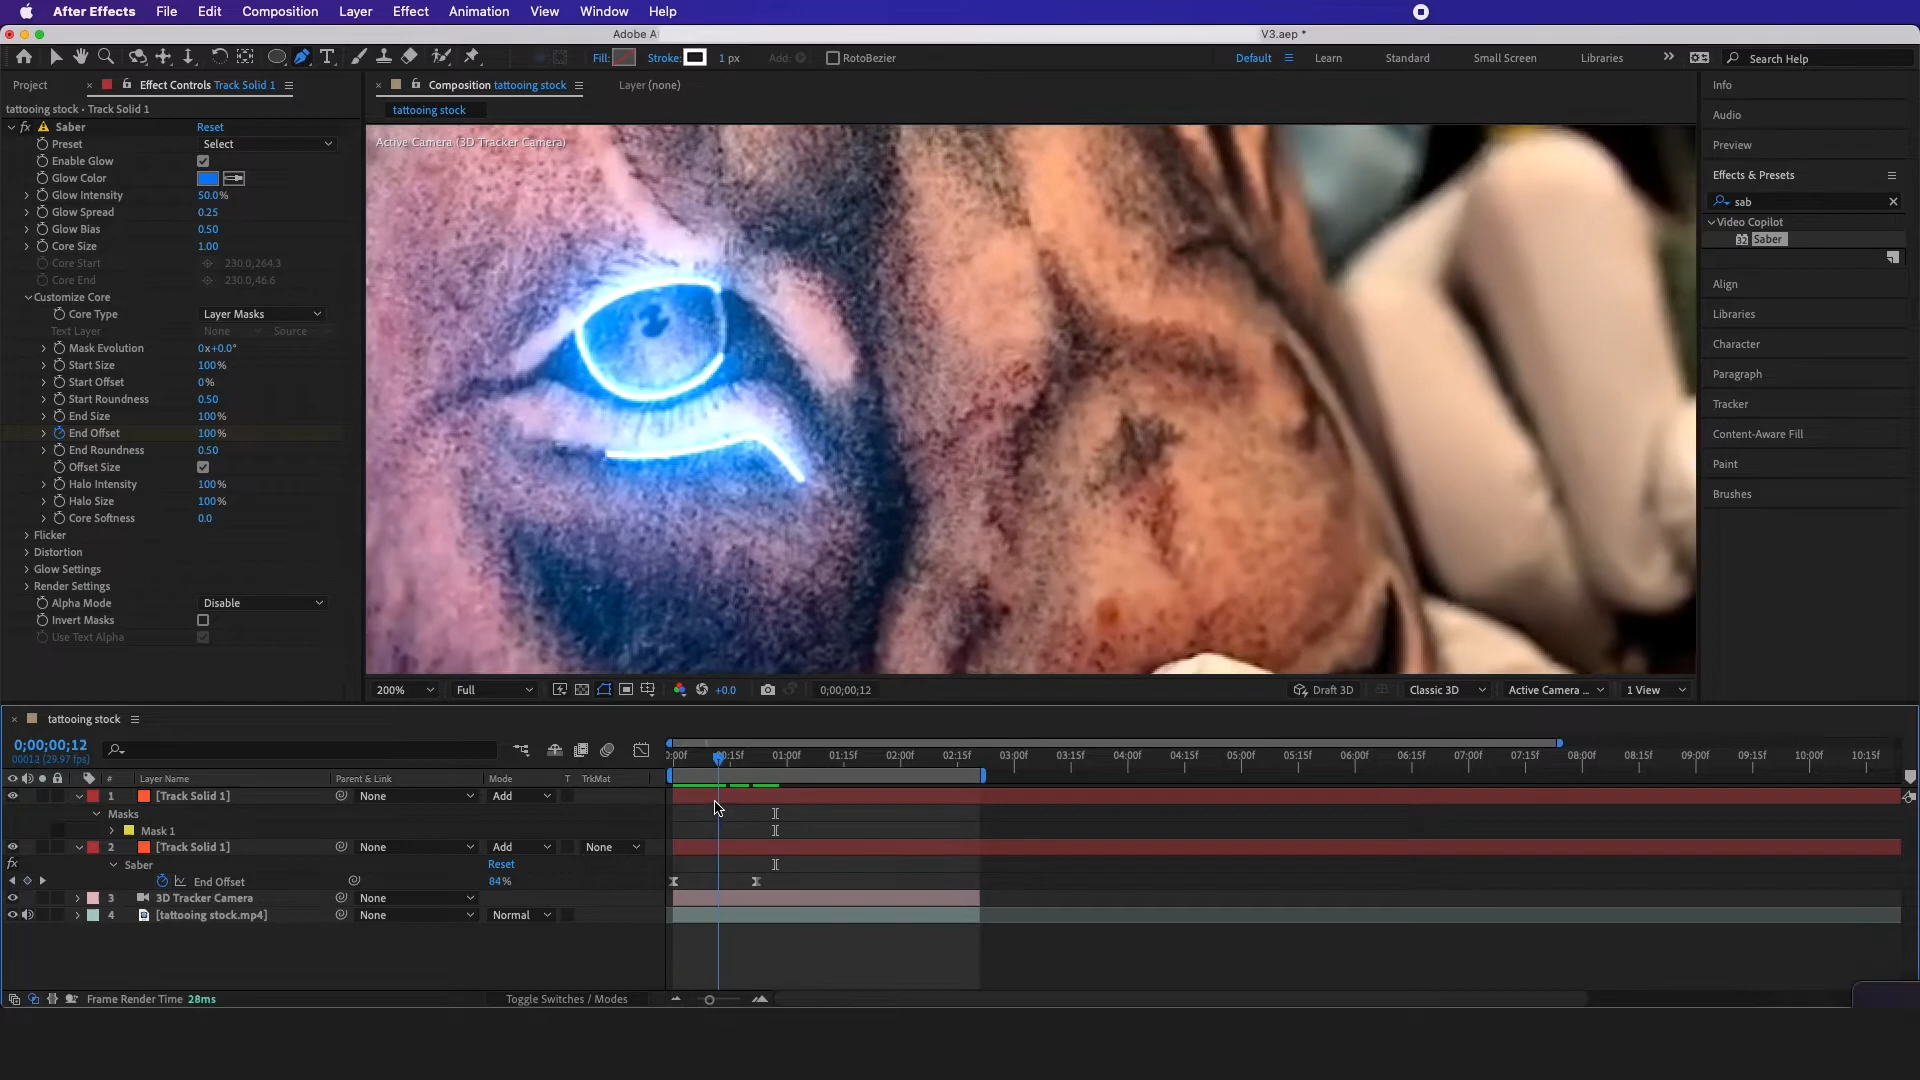 After Effects File Edit Composition Layer Effect Animation View Window Help
Adobe A V3.aep *
Fill: Stroke: 1 px Add: RotoBezier Default Learn Standard Small Screen Libraries Search Help
Project Effect Controls Track Solid 1 Composition tattooing stock Layer (none) Info
tattooing stock • Track Solid 1 tattooing stock
Audio
Saber Reset
Active Camera (3D Tracker Camera)
Preset Select Preview
Enable Glow
Glow Color Effects & Presets
Glow Intensity 50.0%
Glow Spread 0.25 sab
Glow Bias 0.50 Video Copilot
Core Size 1.00 32 Saber
Core Start 230.0,264.3
Core End 230.0,46.6 Align
Customize Core
Core Type Layer Masks Libraries
Text Layer None Source
Mask Evolution 0x+0.0° Character
Start Size 100% Paragraph
Start Offset 0%
Start Roundness 0.50 Tracker
End Size 100%
End Offset 100% Content-Aware Fill
End Roundness 0.50
Offset Size Paint
Halo Intensity 100% Brushes
Halo Size 100%
Core Softness 0.0
Flicker
Distortion
Glow Settings
Render Settings
Alpha Mode Disable
Invert Masks
Use Text Alpha
200% Full +0.0 0;00;00;12 Draft 3D Classic 3D Active Camera ... 1 View
tattooing stock
0;00;00;12
00012 (29.97 fps) 0:00f 0:15f 01:00f 01:15f 02:00f 02:15f 03:00f 03:15f 04:00f 04:15f 05:00f 05:15f 06:00f 06:15f 07:00f 07:15f 08:00f 08:15f 09:00f 09:15f 10:00f 10:15f
# Layer Name Parent & Link Mode T TrkMat
1 [Track Solid 1] None Add
Masks
Mask 1
2 [Track Solid 1] None Add None
fx Saber Reset
End Offset 84%
3 3D Tracker Camera None
4 [tattooing stock.mp4] None Normal
Frame Render Time 28ms Toggle Switches / Modes